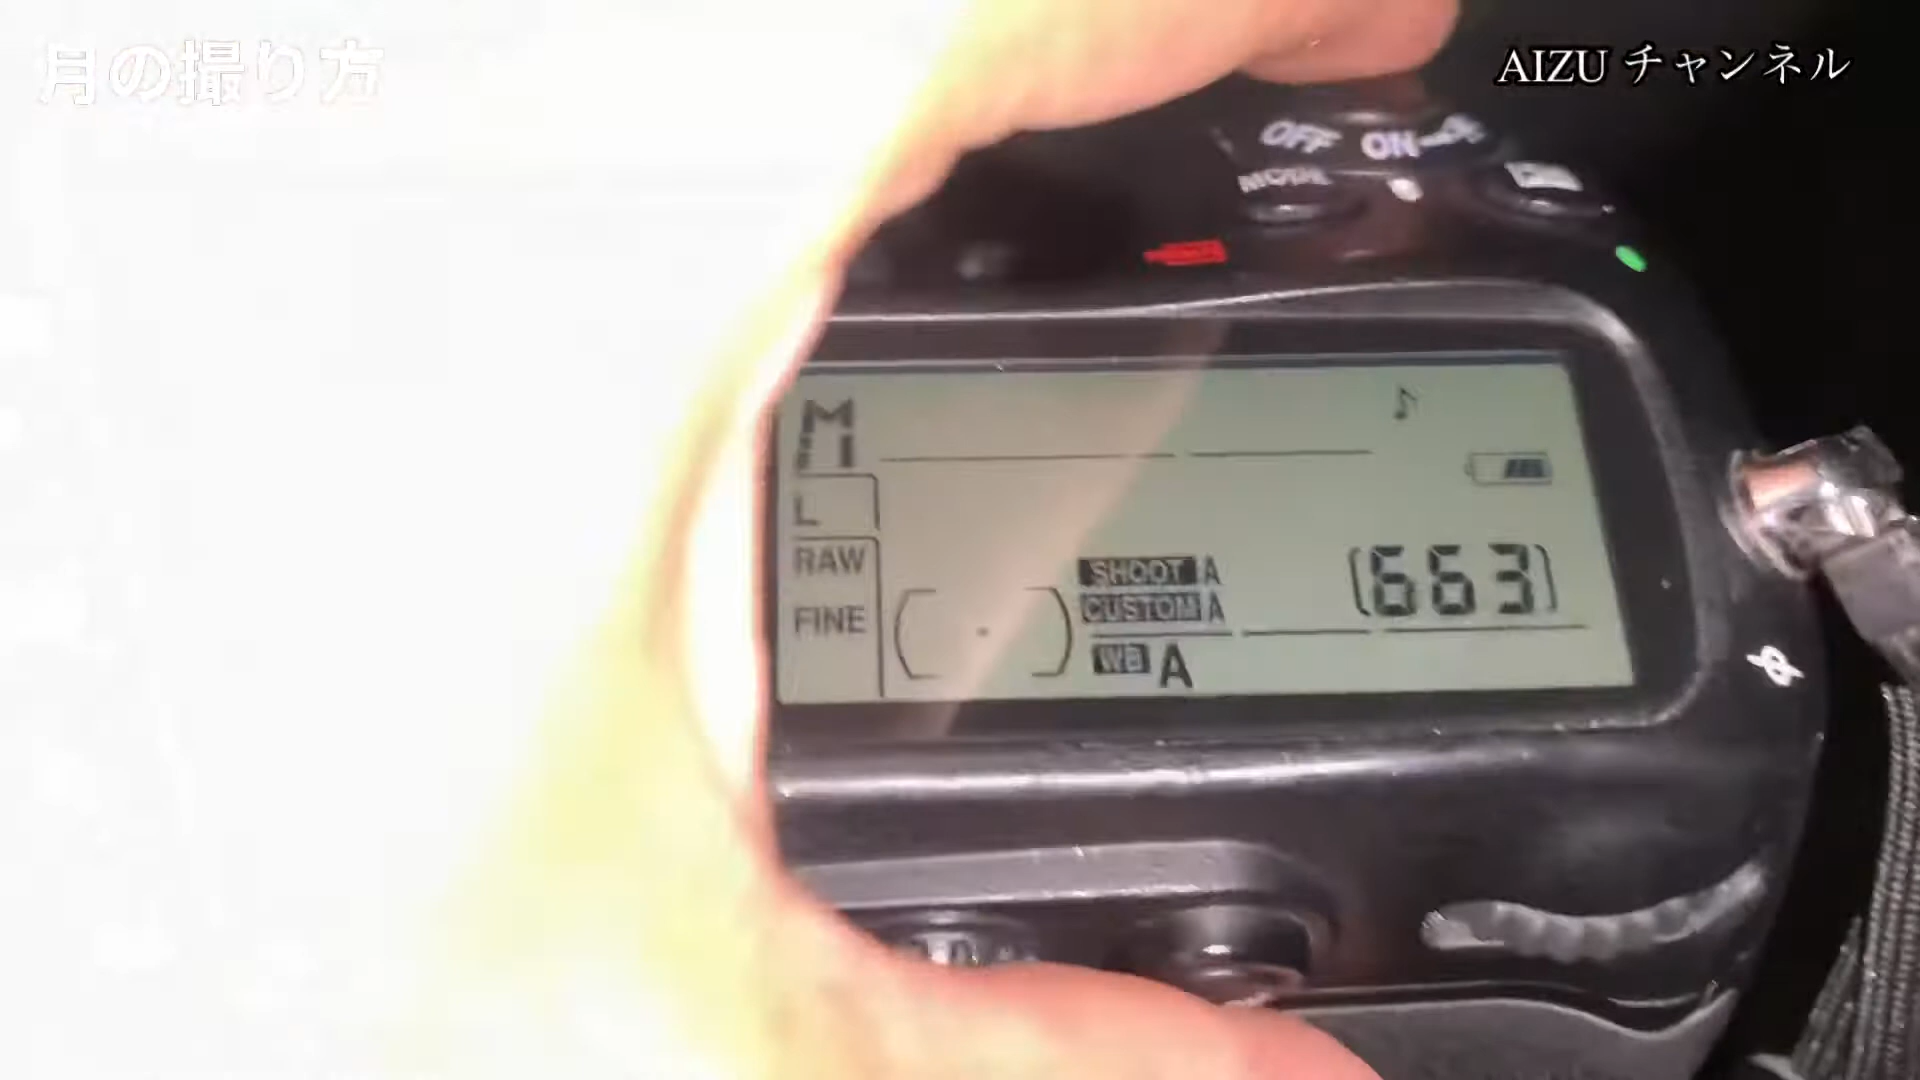 月の撮り方
AIZU チャンネル
OFF ON
MODE
M
L
RAW
FINE
SHOOT A
CUSTOM A
(663)
WB A